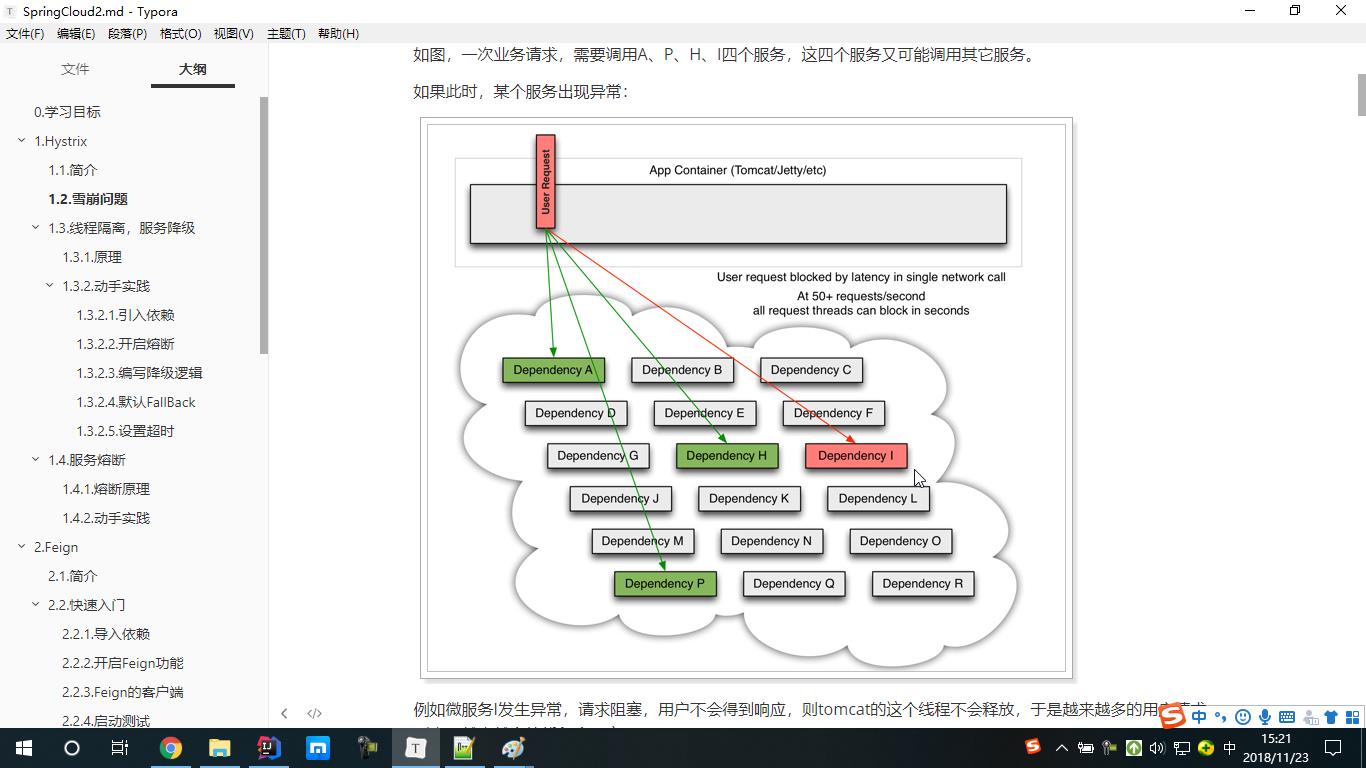 SpringCloud2.md - Typora
文件(F) 编辑(E) 段落(P) 格式(O) 视图(V) 主题(T) 帮助(H)
文件 大纲
0.学习目标
1.Hystrix
1.1.简介
1.2.雪崩问题
1.3.线程隔离，服务降级
1.3.1.原理
1.3.2.动手实践
1.3.2.1.引入依赖
1.3.2.2.开启熔断
1.3.2.3.编写降级逻辑
1.3.2.4.默认FallBack
1.3.2.5.设置超时
1.4.服务熔断
1.4.1.熔断原理
1.4.2.动手实践
2.Feign
2.1.简介
2.2.快速入门
2.2.1.导入依赖
2.2.2.开启Feign功能
2.2.3.Feign的客户端
2.2.4.启动测试
如图，一次业务请求，需要调用A、P、H、I四个服务，这四个服务又可能调用其它服务。
如果此时，某个服务出现异常：
User Request
App Container (Tomcat/Jetty/etc)
User request blocked by latency in single network call
At 50+ requests/second
all request threads can block in seconds
Dependency A Dependency B Dependency C
Dependency D Dependency E Dependency F
Dependency G Dependency H Dependency I
Dependency J Dependency K Dependency L
Dependency M Dependency N Dependency O
Dependency P Dependency Q Dependency R
例如微服务I发生异常，请求阻塞，用户不会得到响应，则tomcat的这个线程不会释放，于是越来越多的用户请求
中
中
15:21
2018/11/23